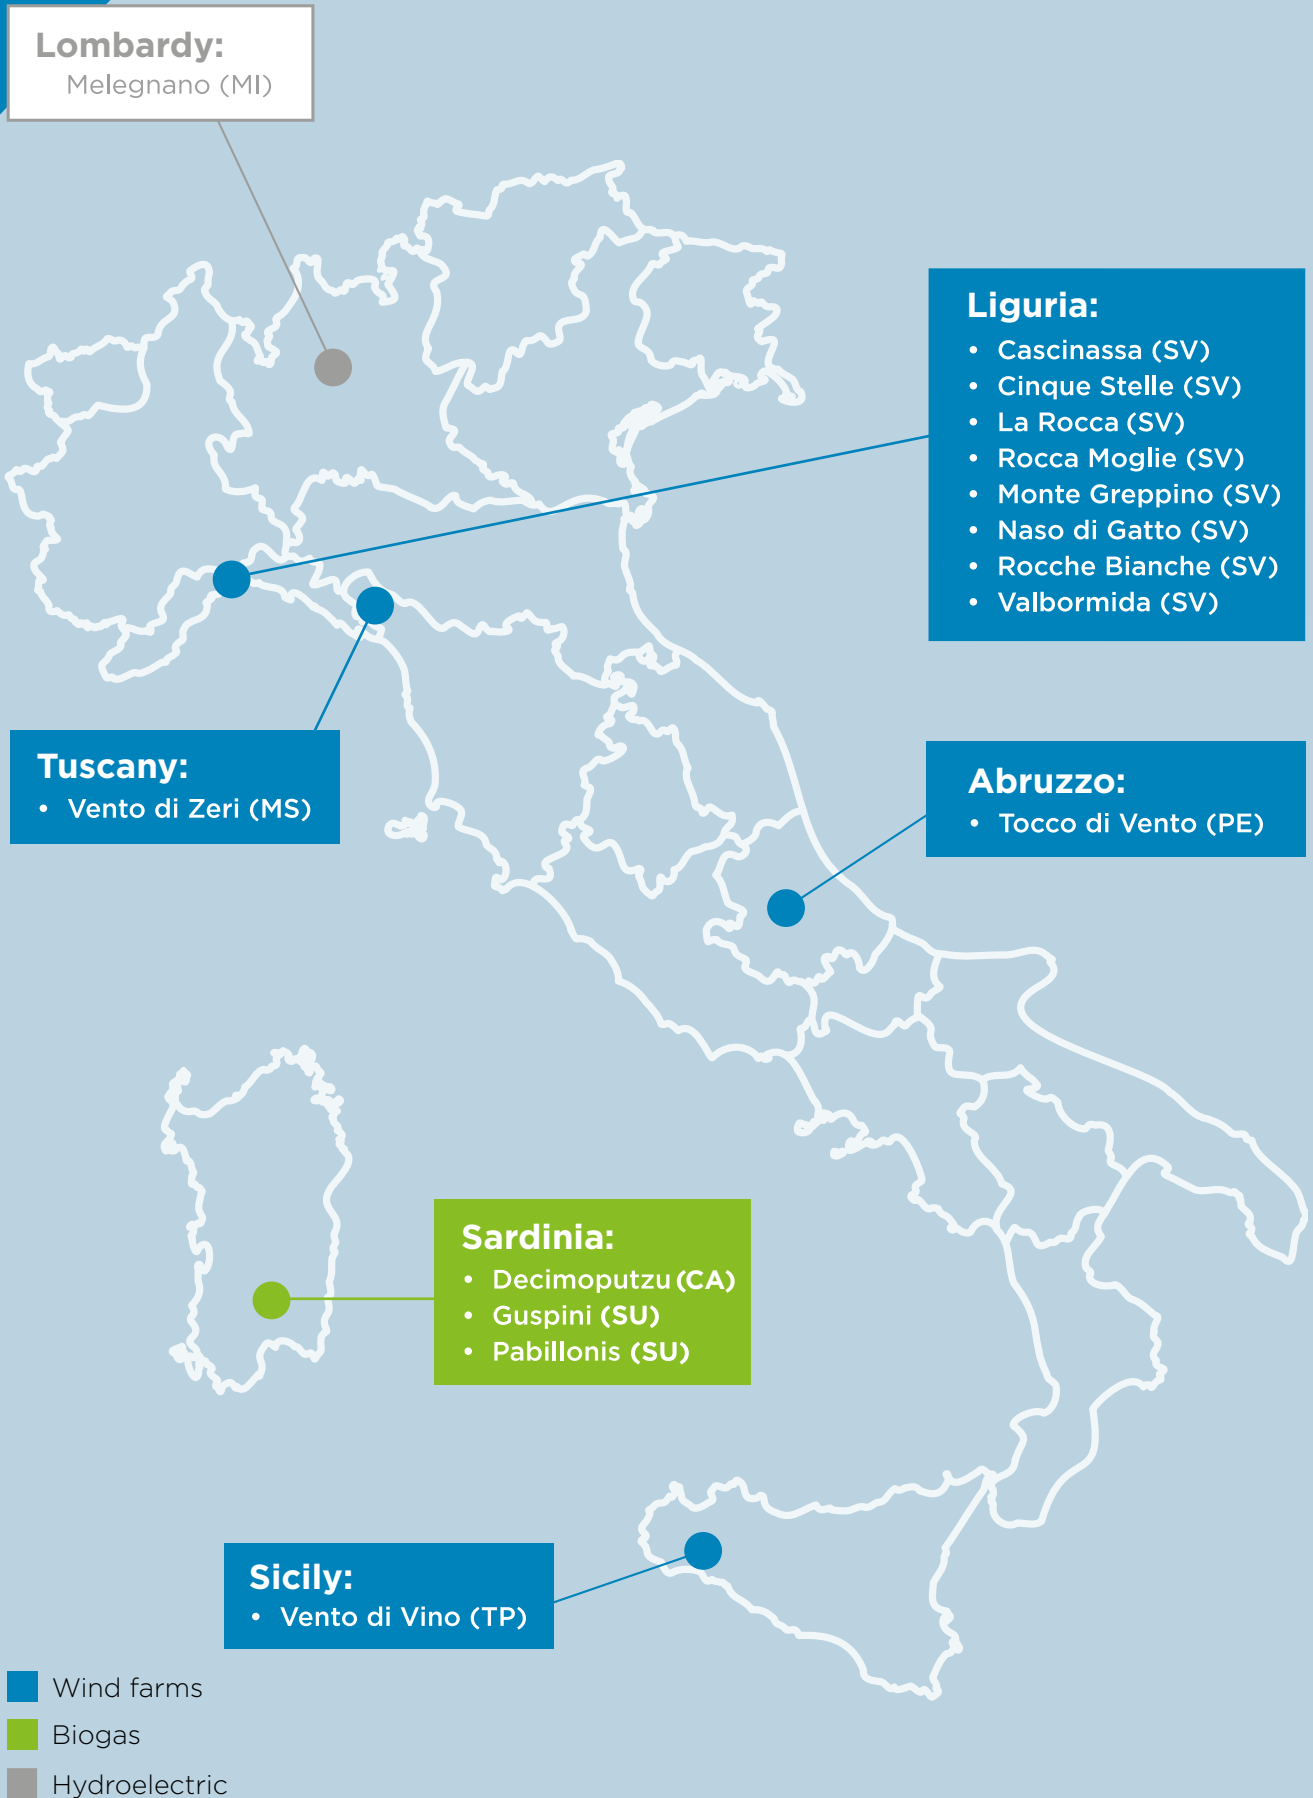 Lombardy:
Melegnano (MI)
Liguria:
• Cascinassa (SV)
• Cinque Stelle (SV)
• La Rocca (SV)
• Rocca Moglie (SV)
• Monte Greppino (SV)
• Naso di Gatto (SV)
• Rocche Bianche (SV)
• Valbormida (SV)
Tuscany:
• Vento di Zeri (MS)
Abruzzo:
• Tocco di Vento (PE)
Sardinia:
• Decimoputzu (CA)
• Guspini (SU)
• Pabillonis (SU)
Sicily:
• Vento di Vino (TP)
Wind farms
Biogas
Hydroelectric